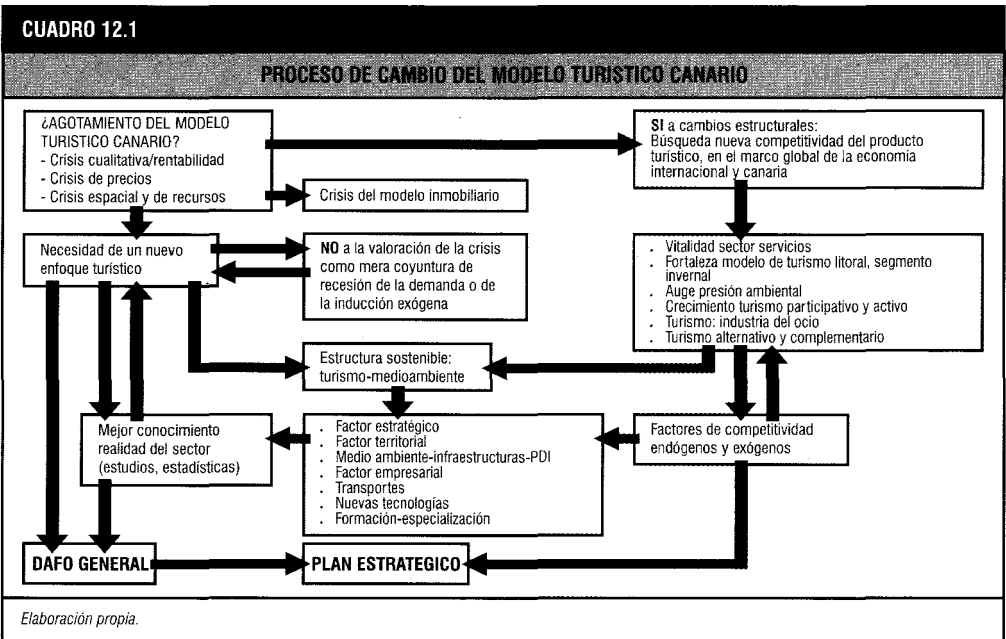 CUADRO 12.1
PROCESO DE CAMBIO DEL MODELO TURISTICO CANARIO
¿AGOTAMIENTO DEL MODELO
TURISTICO CANARIO?
- Crisis cualitativa/rentabilidad
- Crisis de precios
- Crisis espacial y de recursos
SI a cambios estructurales:
Búsqueda nueva competitividad del producto
turístico, en el marco global de la economía
internacional y canaria
Crisis del modelo inmobiliario
Necesidad de un nuevo
enfoque turístico
NO a la valoración de la crisis
como mera coyuntura de
recesión de la demanda o de
la inducción exógena
. Vitalidad sector servicios
. Fortaleza modelo de turismo litoral, segmento
invernal
. Auge presión ambiental
. Crecimiento turismo participativo y activo
. Turismo: industria del ocio
. Turismo alternativo y complementario
Estructura sostenible:
turismo-medioambiente
Mejor conocimiento
realidad del sector
(estudios, estadísticas)
. Factor estratégico
. Factor territorial
. Medio ambiente-infraestructuras-PDI
. Factor empresarial
. Transportes
. Nuevas tecnologías
. Formación-especialización
Factores de competitividad
endógenos y exógenos
DAFO GENERAL
PLAN ESTRATEGICO
Elaboración propia.